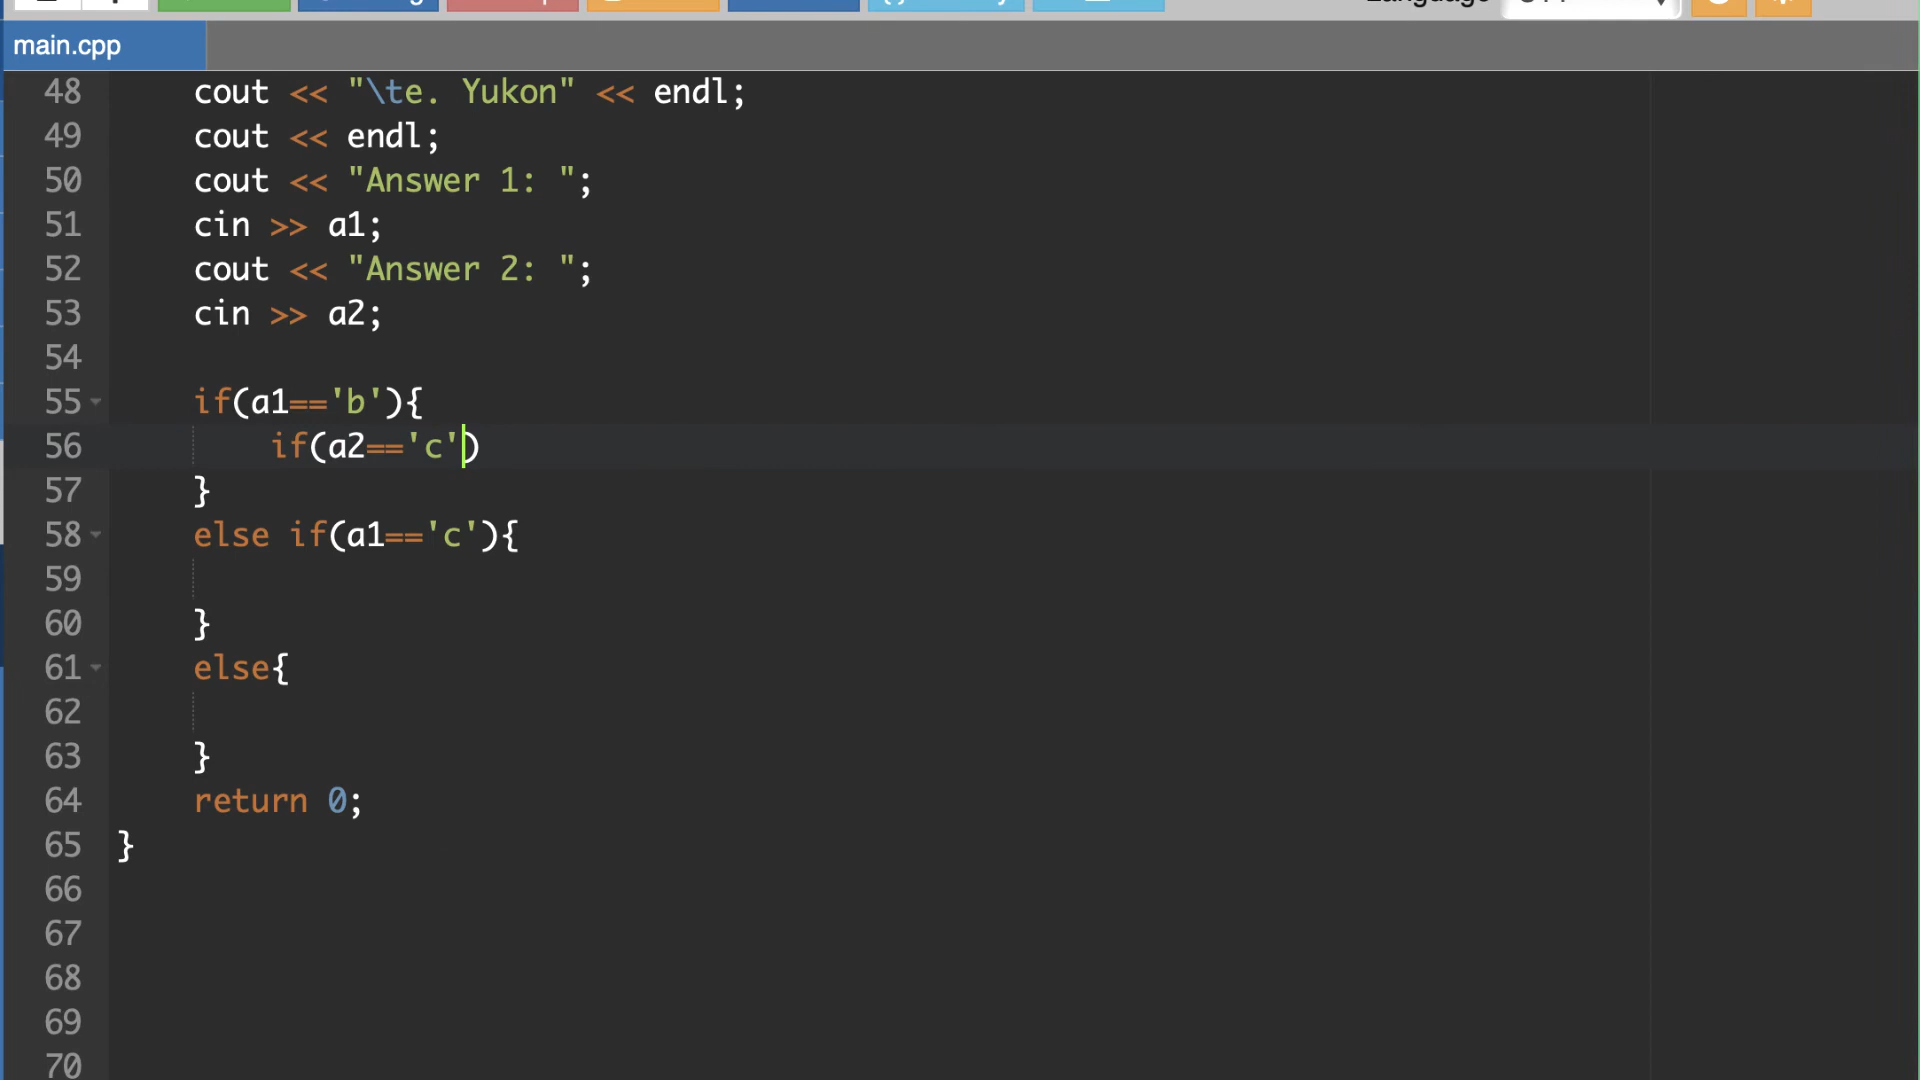 main.cpp
48 cout << "\te. Yukon" << endl;
49 cout << endl;
50 cout << "Answer 1: ";
51 cin >> a1;
52 cout << "Answer 2: ";
53 cin >> a2;
54
55 if(a1=='b'){
56 if(a2=='c')
57 }
58 else if(a1=='c'){
59
60 }
61 else{
62
63 }
64 return 0;
65 }
66
67
68
69
70